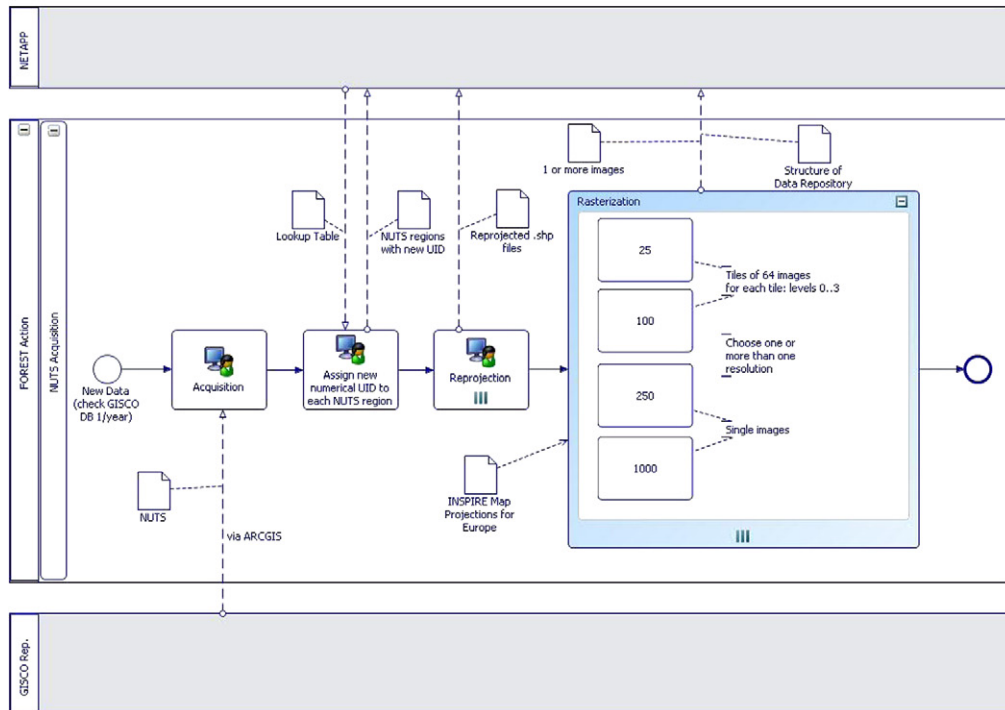 NETAPP
FOREST Action
NUTS Acquisition
1 or more images
Structure of
Data Repository
Lookup Table
NUTS regions
with new UID
Reprojected .shp
files
Rasterization
25
Tiles of 64 images
for each tile: levels 0..3
100
Choose one or
more than one
resolution
250
Single images
1000
New Data
(check GISCO
DB 1/year)
Acquisition
Assign new
numerical UID to
each NUTS region
Reprojection
NUTS
via ARCGIS
INSPIRE Map
Projections for
Europe
GISCO Rep.